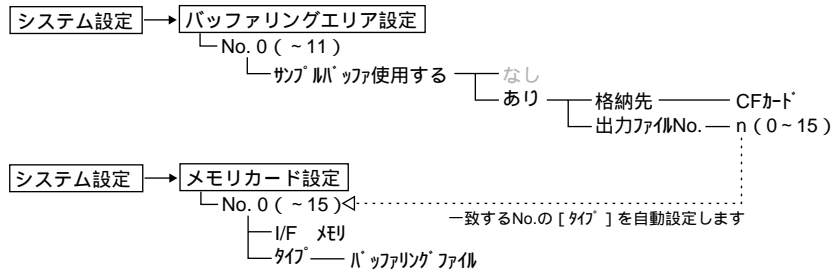 システム設定 バッファリングエリア設定
No. 0 ( ~ 11 )
ｻﾝﾌﾟﾙﾊﾞｯﾌｧ使用する なし
あり 格納先 CFｶｰﾄﾞ
出力ﾌｧｲﾙNo. n ( 0 ~ 15 )
システム設定 メモリカード設定
No. 0 ( ~ 15 )
一致するNo.の [ ﾀｲﾌﾟ ] を自動設定します
I/F ﾒﾓﾘ
ﾀｲﾌﾟ ﾊﾞｯﾌｧﾘﾝｸﾞﾌｧｲﾙ